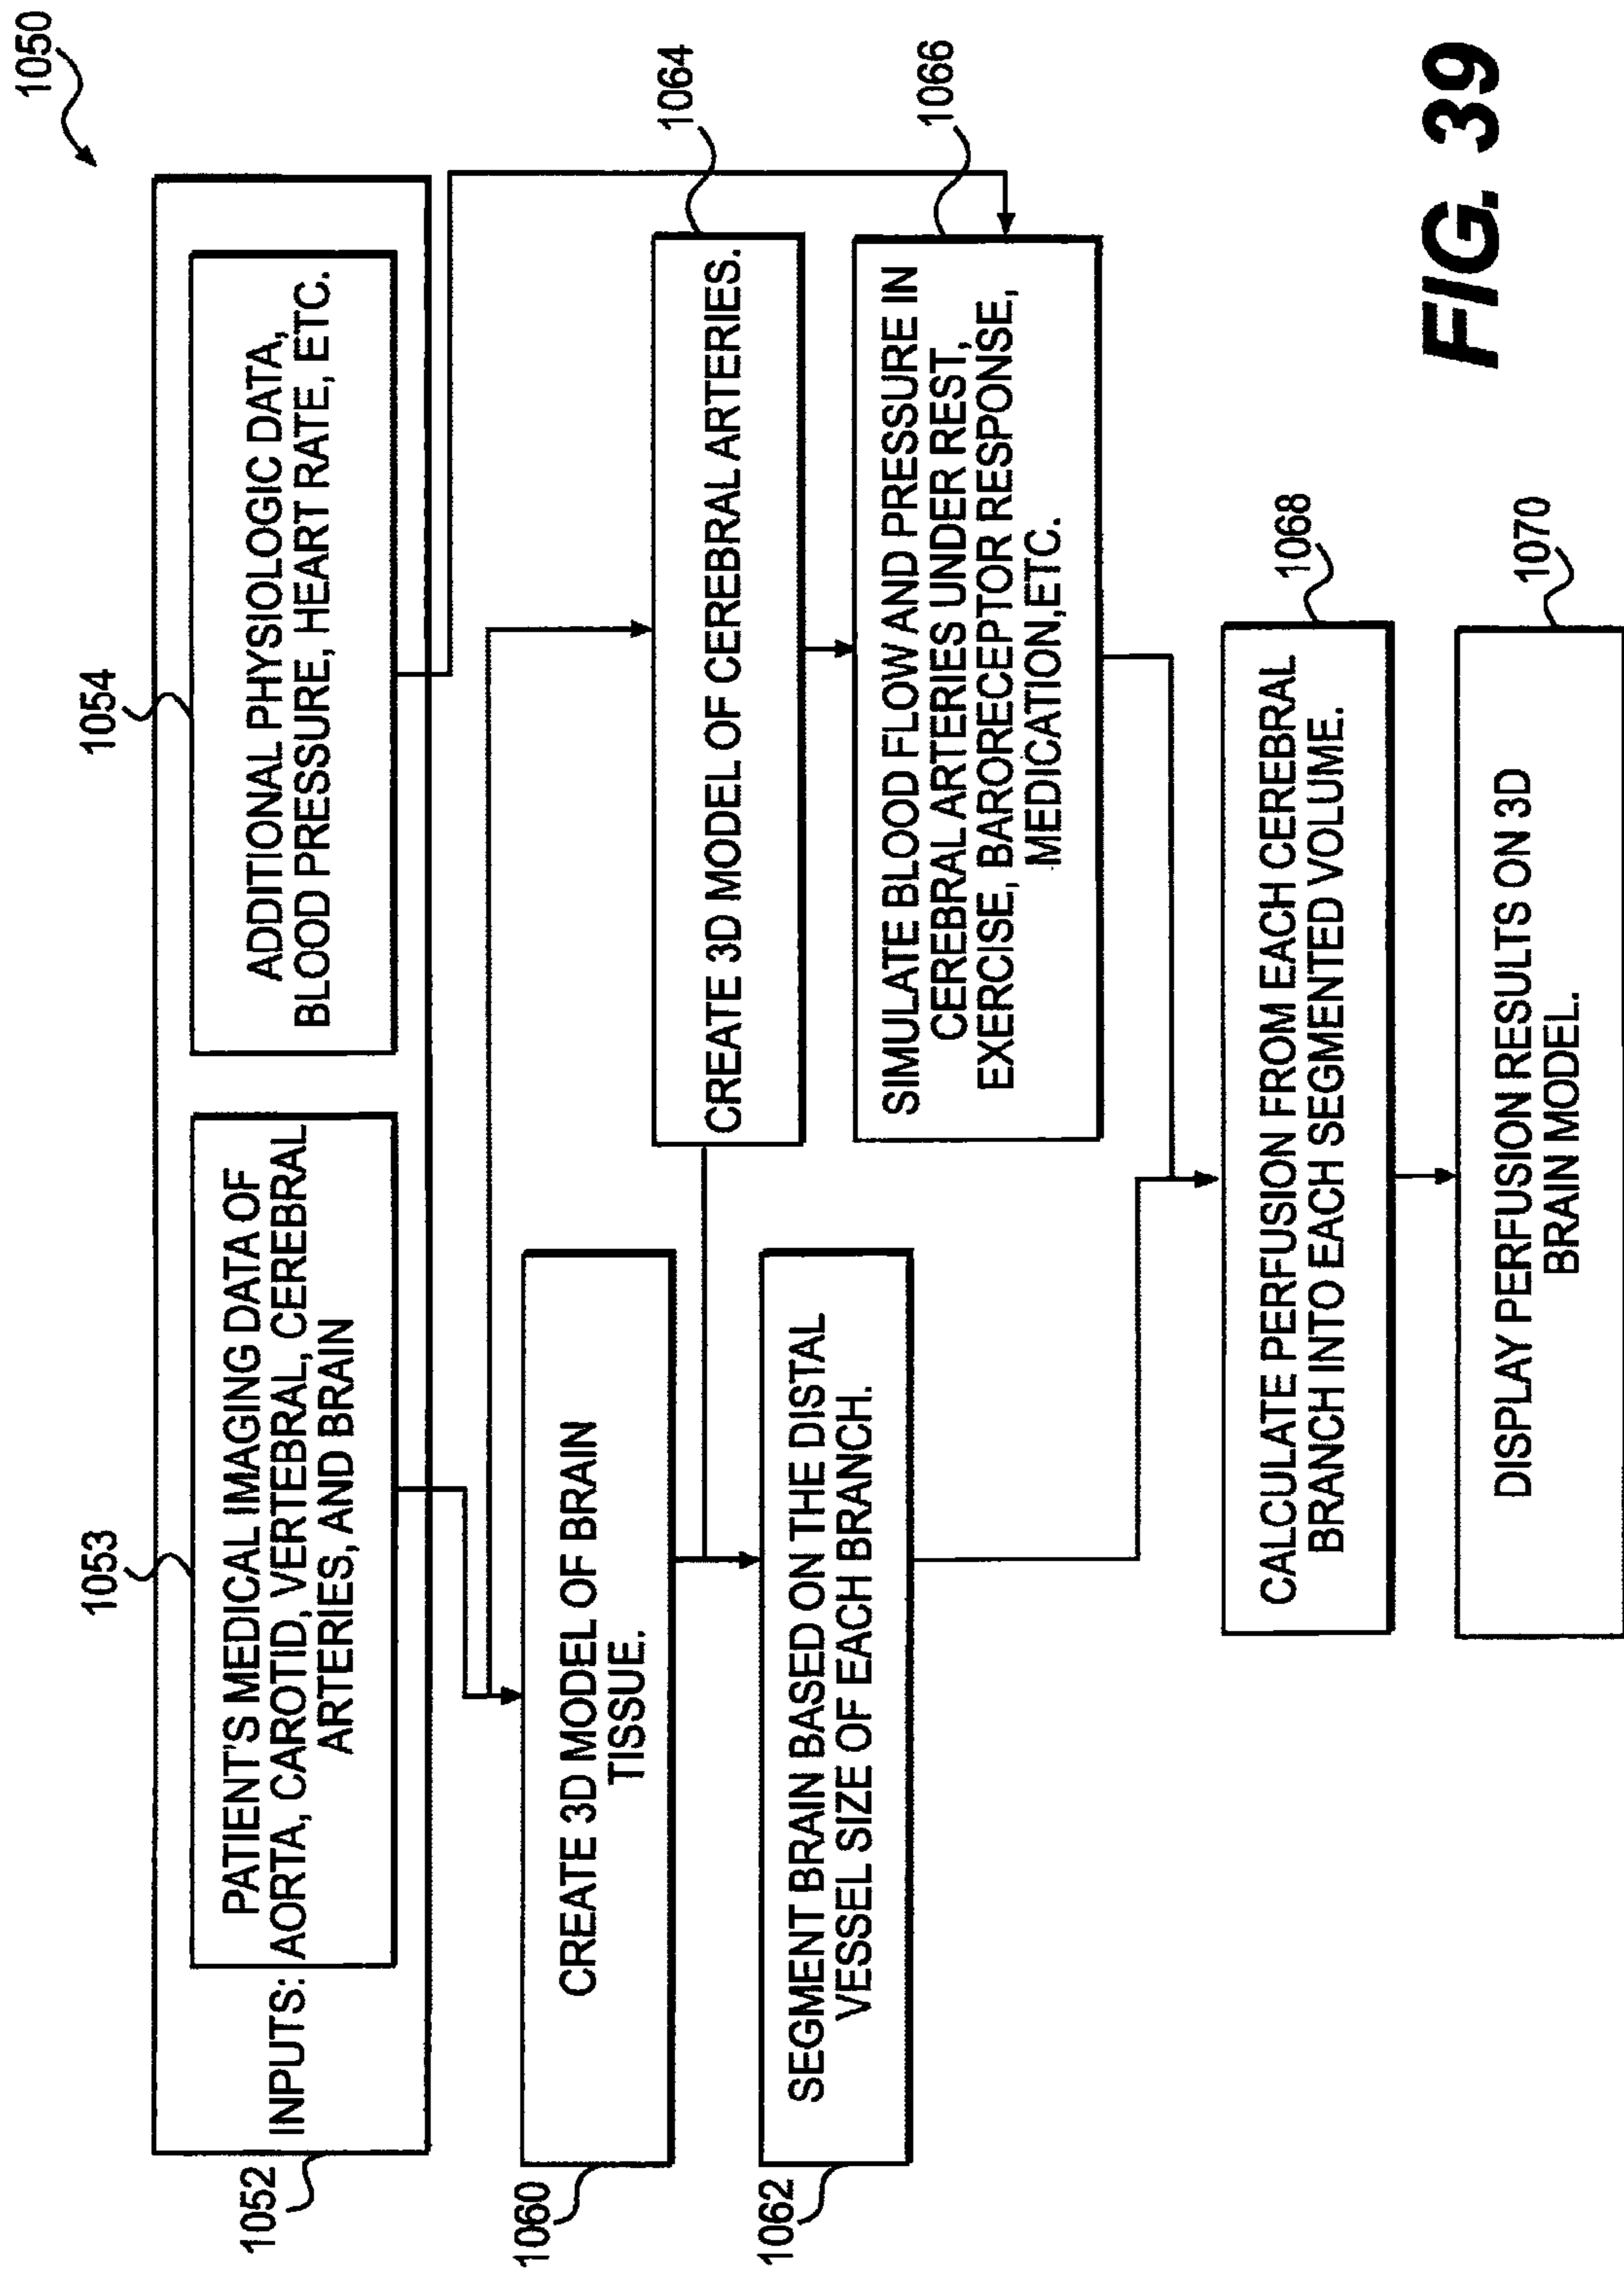 1050
1052
INPUTS:
1053
PATIENT'S MEDICAL IMAGING DATA OF
AORTA, CAROTID, VERTEBRAL, CEREBRAL
ARTERIES, AND BRAIN
1054
ADDITIONAL PHYSIOLOGIC DATA,
BLOOD PRESSURE, HEART RATE, ETC.
1060
CREATE 3D MODEL OF BRAIN
TISSUE.
1064
CREATE 3D MODEL OF CEREBRAL ARTERIES.
1062
SEGMENT BRAIN BASED ON THE DISTAL
VESSEL SIZE OF EACH BRANCH.
1066
SIMULATE BLOOD FLOW AND PRESSURE IN
CEREBRAL ARTERIES UNDER REST,
EXERCISE, BARORECEPTOR RESPONSE,
MEDICATION,ETC.
1068
CALCULATE PERFUSION FROM EACH CEREBRAL
BRANCH INTO EACH SEGMENTED VOLUME.
1070
DISPLAY PERFUSION RESULTS ON 3D
BRAIN MODEL.
FIG. 39